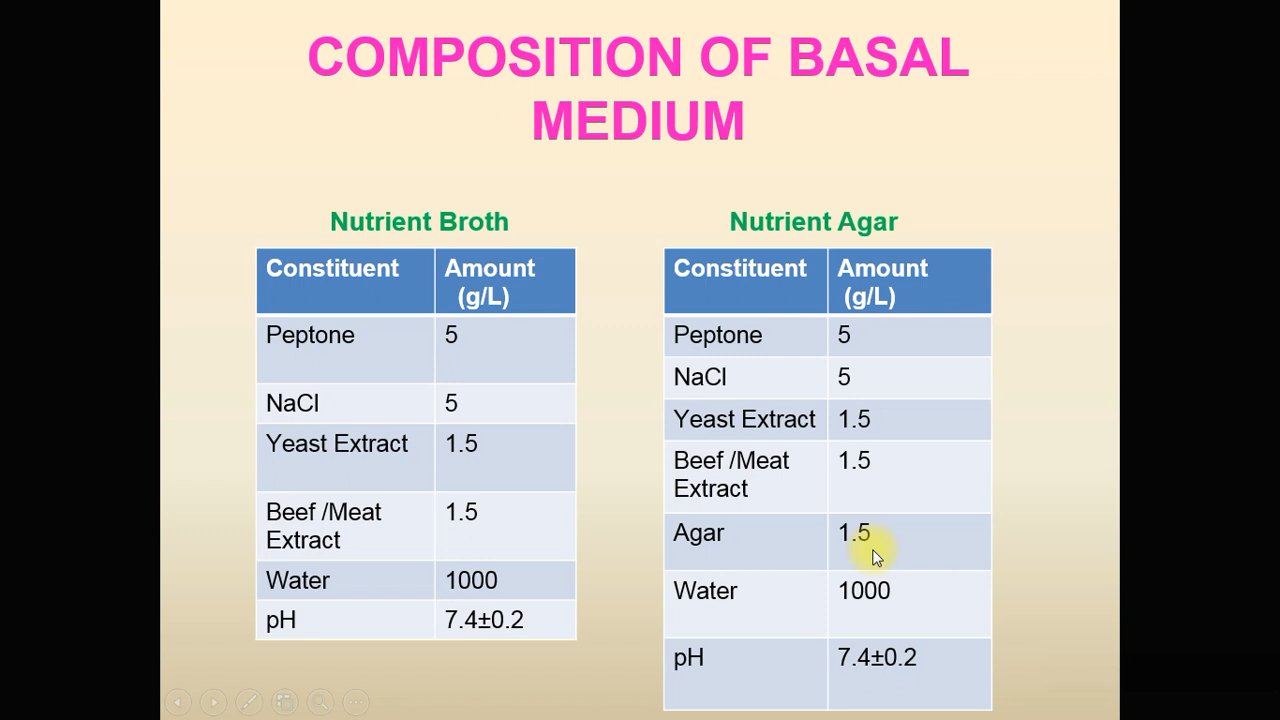 COMPOSITION OF BASAL
MEDIUM
Nutrient Broth
Constituent Amount
(g/L)
Peptone 5
NaCl 5
Yeast Extract 1.5
Beef /Meat 1.5
Extract
Water 1000
pH 7.4±0.2
Nutrient Agar
Constituent Amount
(g/L)
Peptone 5
NaCl 5
Yeast Extract 1.5
Beef /Meat 1.5
Extract
Agar 1.5
Water 1000
pH 7.4±0.2